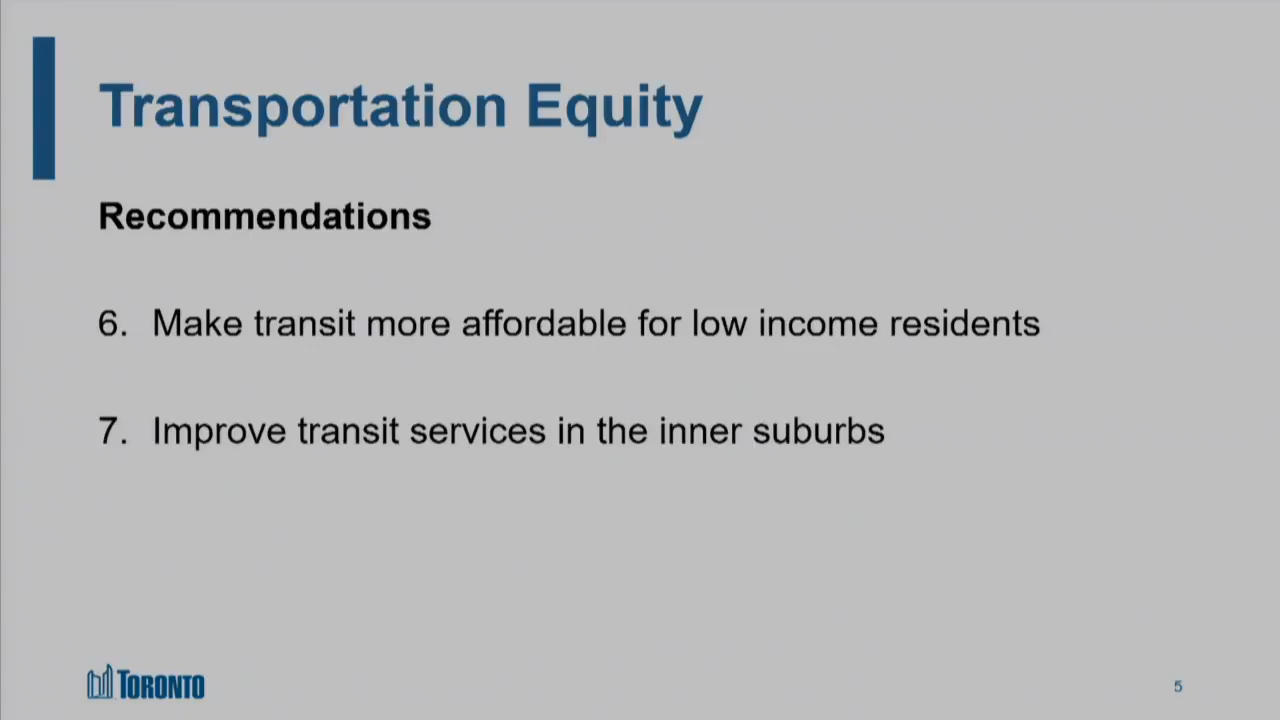 Transportation Equity
Recommendations
6. Make transit more affordable for low income residents
7. Improve transit services in the inner suburbs
TORONTO
5